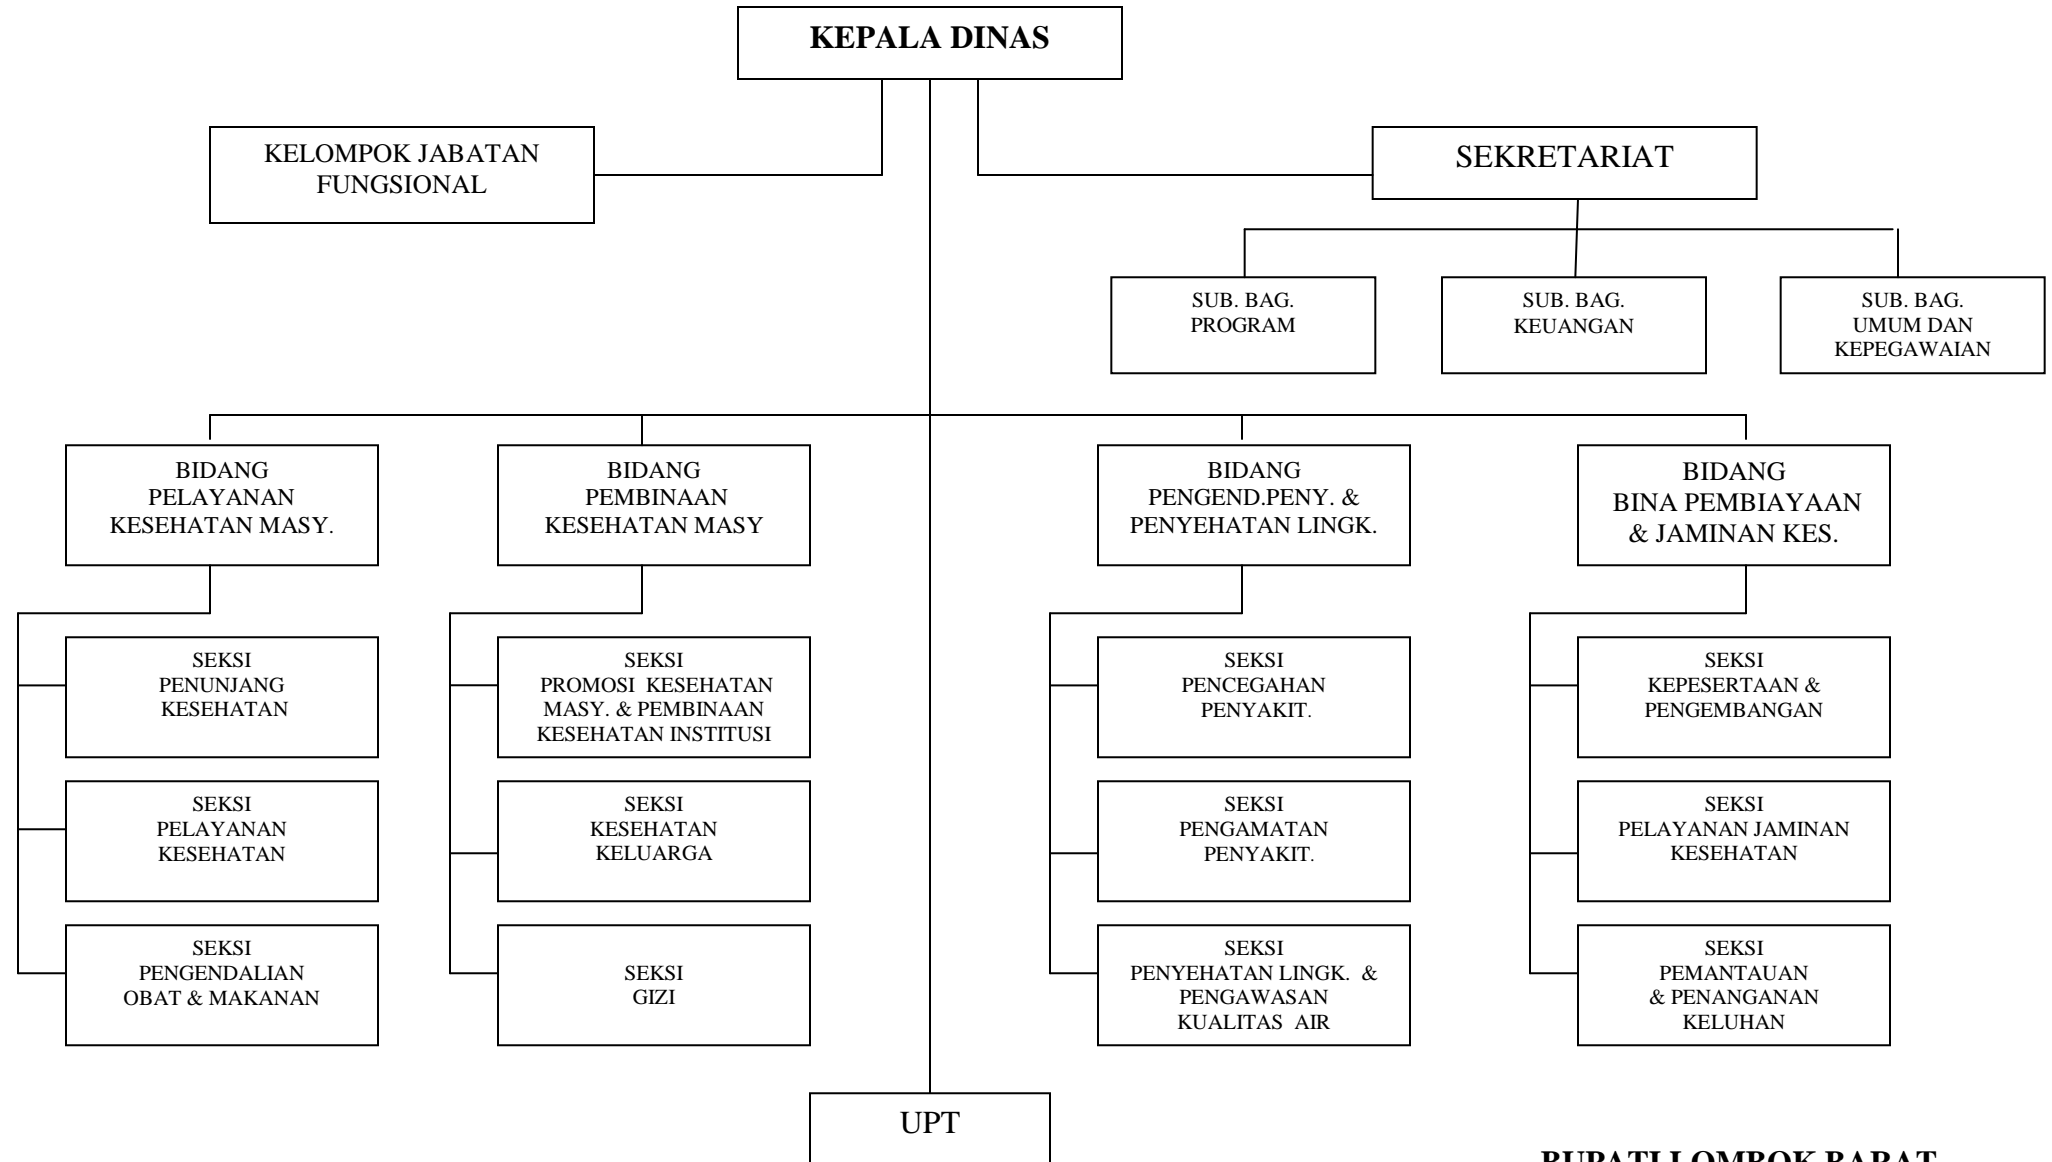 KEPALA DINAS
KELOMPOK JABATAN
FUNGSIONAL
SEKRETARIAT
SUB. BAG.
PROGRAM
SUB. BAG.
KEUANGAN
SUB. BAG.
UMUM DAN
KEPEGAWAIAN
BIDANG
PELAYANAN
KESEHATAN MASY.
BIDANG
PEMBINAAN
KESEHATAN MASY
BIDANG
PENGEND.PENY. &
PENYEHATAN LINGK.
BIDANG
BINA PEMBIAYAAN
& JAMINAN KES.
SEKSI
PENUNJANG
KESEHATAN
SEKSI
PROMOSI KESEHATAN
MASY. & PEMBINAAN
KESEHATAN INSTITUSI
SEKSI
PENCEGAHAN
PENYAKIT.
SEKSI
KEPESERTAAN &
PENGEMBANGAN
SEKSI
PELAYANAN
KESEHATAN
SEKSI
KESEHATAN
KELUARGA
SEKSI
PENGAMATAN
PENYAKIT.
SEKSI
PELAYANAN JAMINAN
KESEHATAN
SEKSI
PENGENDALIAN
OBAT & MAKANAN
SEKSI
GIZI
SEKSI
PENYEHATAN LINGK. &
PENGAWASAN
KUALITAS AIR
SEKSI
PEMANTAUAN
& PENANGANAN
KELUHAN
UPT
BUPATI LOMBOK BARAT